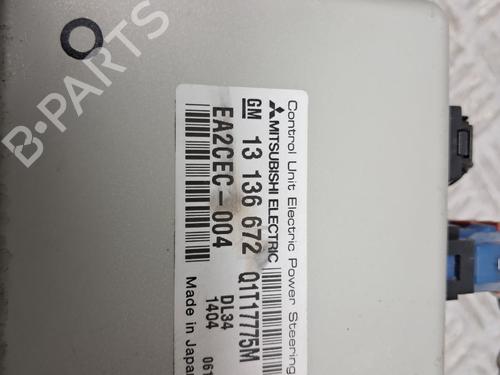 Control Unit Electric Power Steering
MITSUBISHI ELECTRIC
GM 13 136 672 Q1T17775M
EA2CEC-004 DL34
1404
061
Made in Japan
B-PARTS